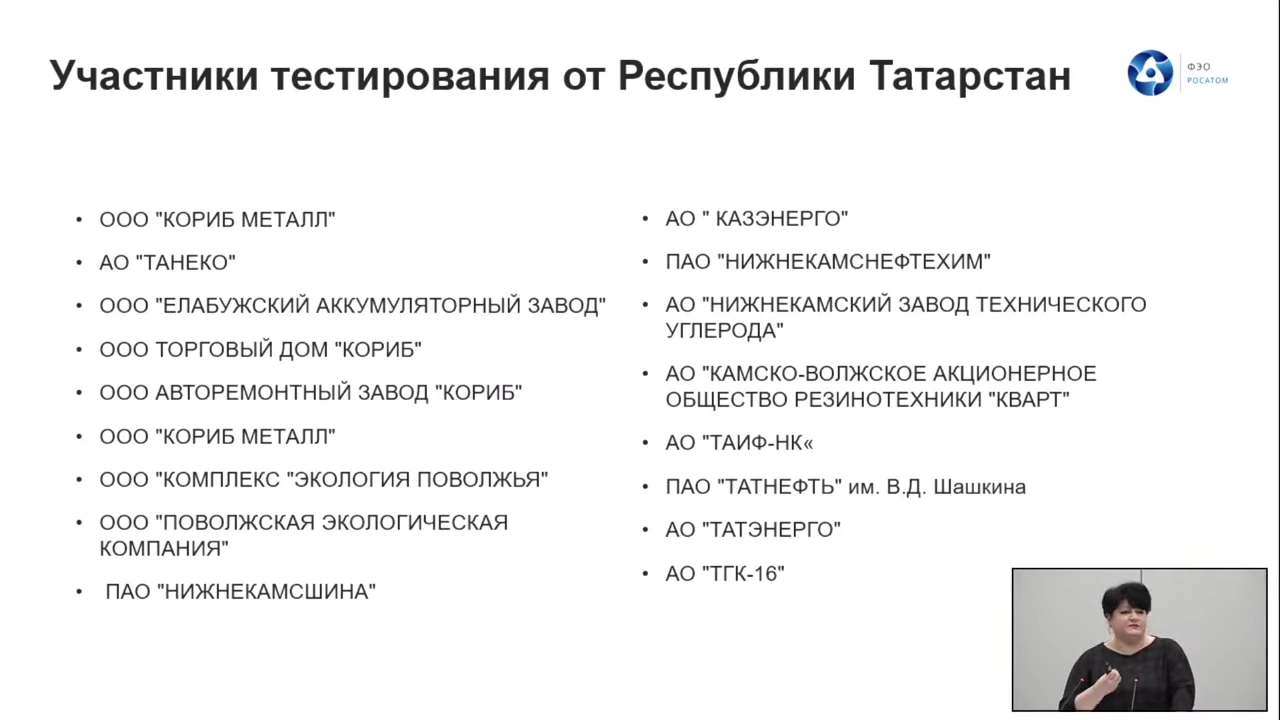 Участники тестирования от Республики Татарстан
ФЭО
РОСАТОМ
• ООО "КОРИБ МЕТАЛЛ"
• АО "ТАНЕКО"
• ООО "ЕЛАБУЖСКИЙ АККУМУЛЯТОРНЫЙ ЗАВОД"
• ООО ТОРГОВЫЙ ДОМ "КОРИБ"
• ООО АВТОРЕМОНТНЫЙ ЗАВОД "КОРИБ"
• ООО "КОРИБ МЕТАЛЛ"
• ООО "КОМПЛЕКС "ЭКОЛОГИЯ ПОВОЛЖЬЯ"
• ООО "ПОВОЛЖСКАЯ ЭКОЛОГИЧЕСКАЯ
КОМПАНИЯ"
• ПАО "НИЖНЕКАМСШИНА"
• АО " КАЗЭНЕРГО"
• ПАО "НИЖНЕКАМСНЕФТЕХИМ"
• АО "НИЖНЕКАМСКИЙ ЗАВОД ТЕХНИЧЕСКОГО
УГЛЕРОДА"
• АО "КАМСКО-ВОЛЖСКОЕ АКЦИОНЕРНОЕ
ОБЩЕСТВО РЕЗИНОТЕХНИКИ "КВАРТ"
• АО "ТАИФ-НК«
• ПАО "ТАТНЕФТЬ" им. В.Д. Шашкина
• АО "ТАТЭНЕРГО"
• АО "ТГК-16"